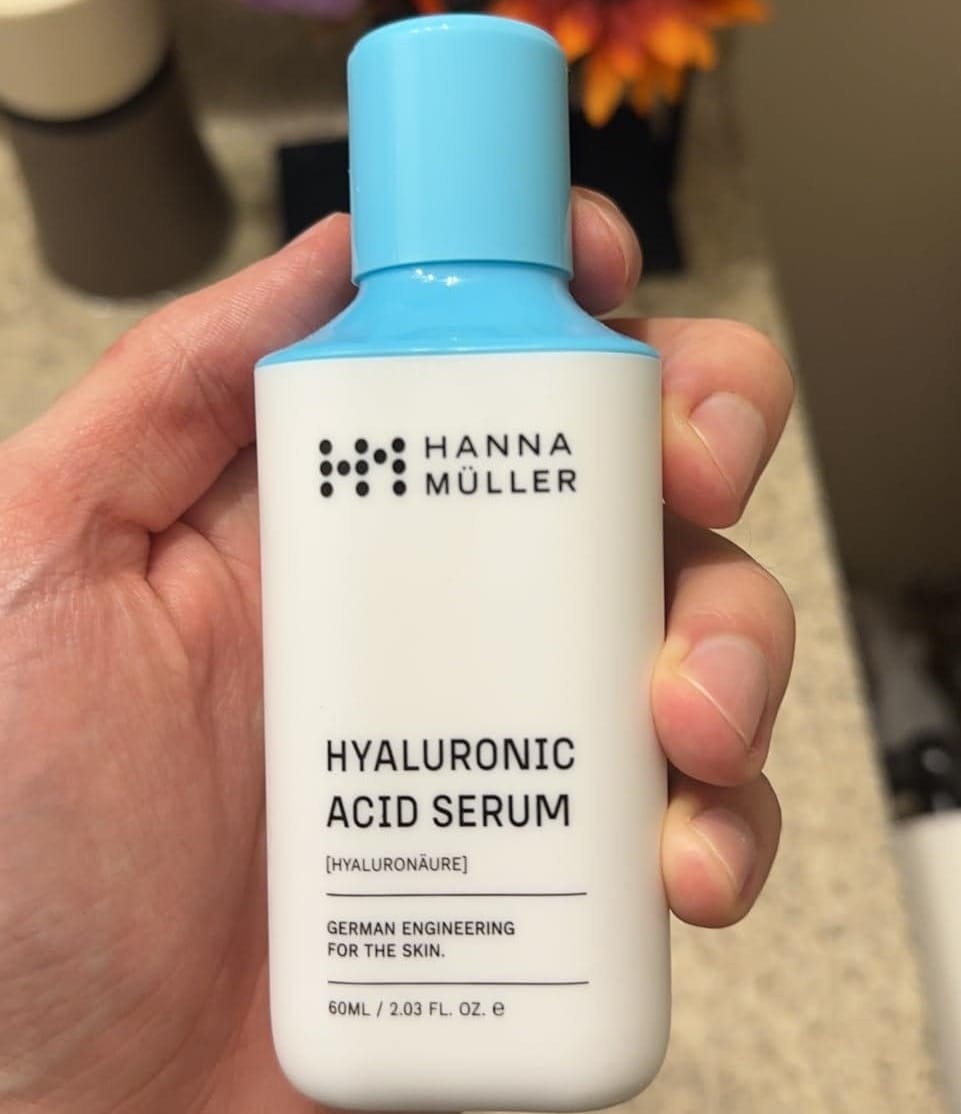 HANNA
MÜLLER
HYALURONIC
ACID SERUM
[HYALURONÄURE]
GERMAN ENGINEERING
FOR THE SKIN.
60ML / 2.03 FL. OZ. ℮